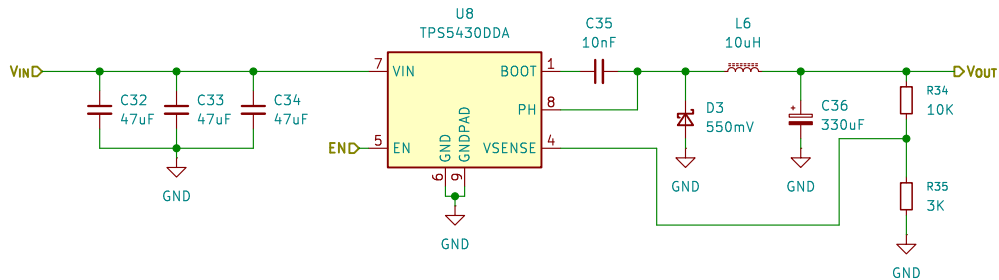 U8
TPS5430DDA
C35
10nF
L6
10uH
VIN
7
VIN
BOOT
1
8
PH
C32
47uF
C33
47uF
C34
47uF
D3
550mV
C36
330uF
+
VOUT
R34
10K
EN
5
EN
GND
GNDPAD
VSENSE
4
6
9
GND
GND
GND
GND
R35
3K
GND